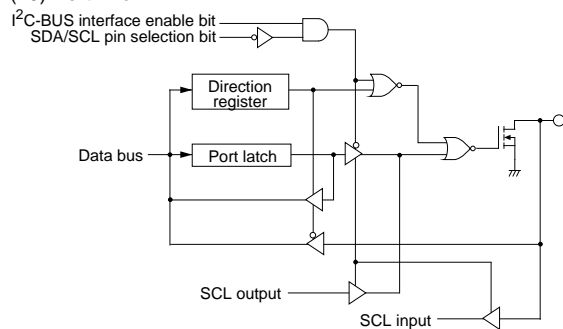 I²C-BUS interface enable bit
SDA/SCL pin selection bit
Direction
register
Data bus
Port latch
SCL output
SCL input